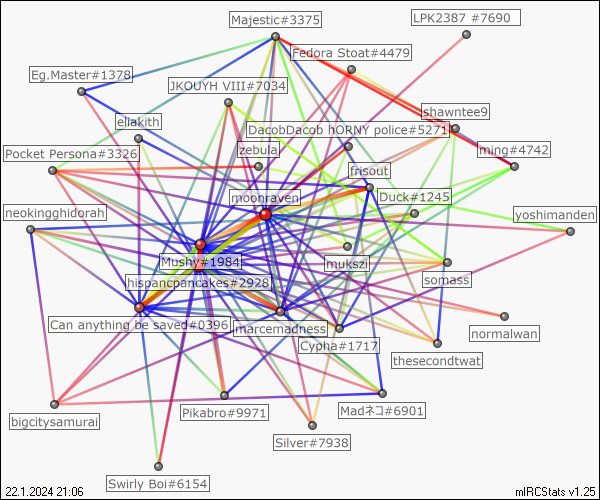 Majestic#3375
LPK2387 #7690
Fedora Stoat#4479
Eg.Master#1378
JKOUYH VIII#7034
shawntee9
eliakith
DacobDacob hORNY police#5271
Pocket Persona#3326
zebula
ming#4742
frisout
moonraven
Duck#1245
neokingghidorah
yoshimanden
Mushy#1984
mukszi
hispancpancakes#2928
somass
Can anything be saved#0396
marcemadness
normalwan
Cypha#1717
thesecondtwat
Pikabro#9971
Madネコ#6901
bigcitysamurai
Silver#7938
Swirly Boi#6154
22.1.2024 21:06
mIRCStats v1.25